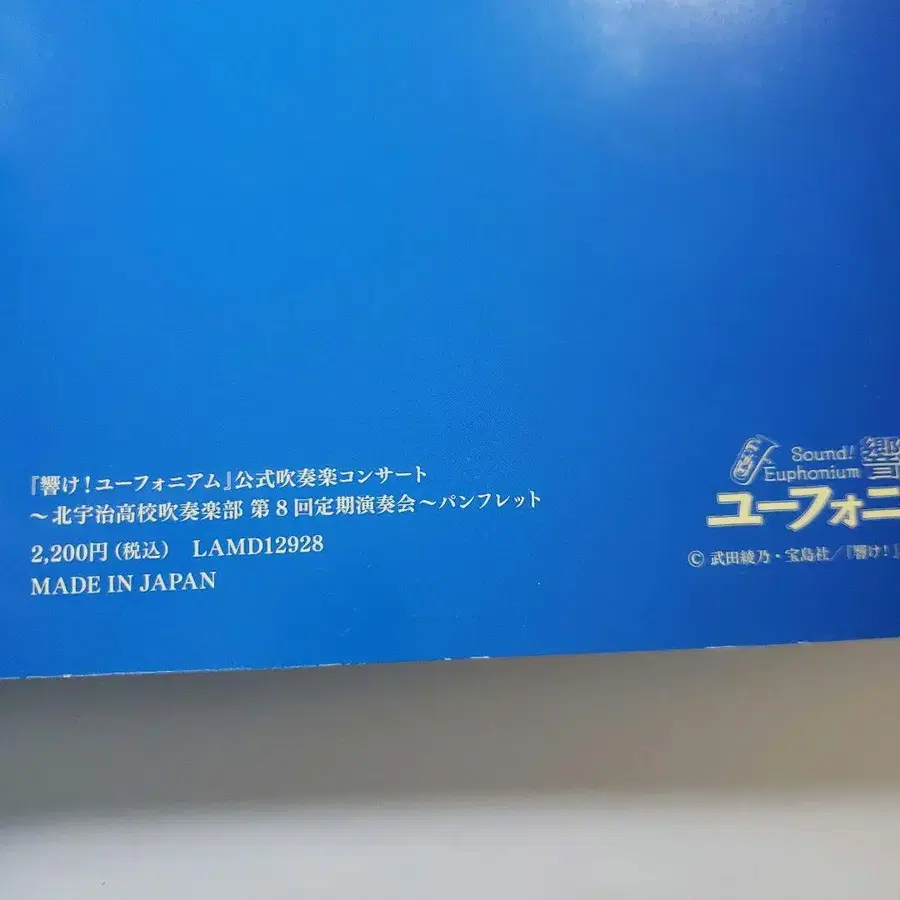 『響け！ユーフォニアム』公式吹奏楽コンサート
～北宇治高校吹奏楽部 第8回定期演奏会～パンフレット
2,200円（税込） LAMD12928
MADE IN JAPAN
Sound!
Euphonium
響
ユーフォニ
© 武田綾乃・宝島社／『響け！』